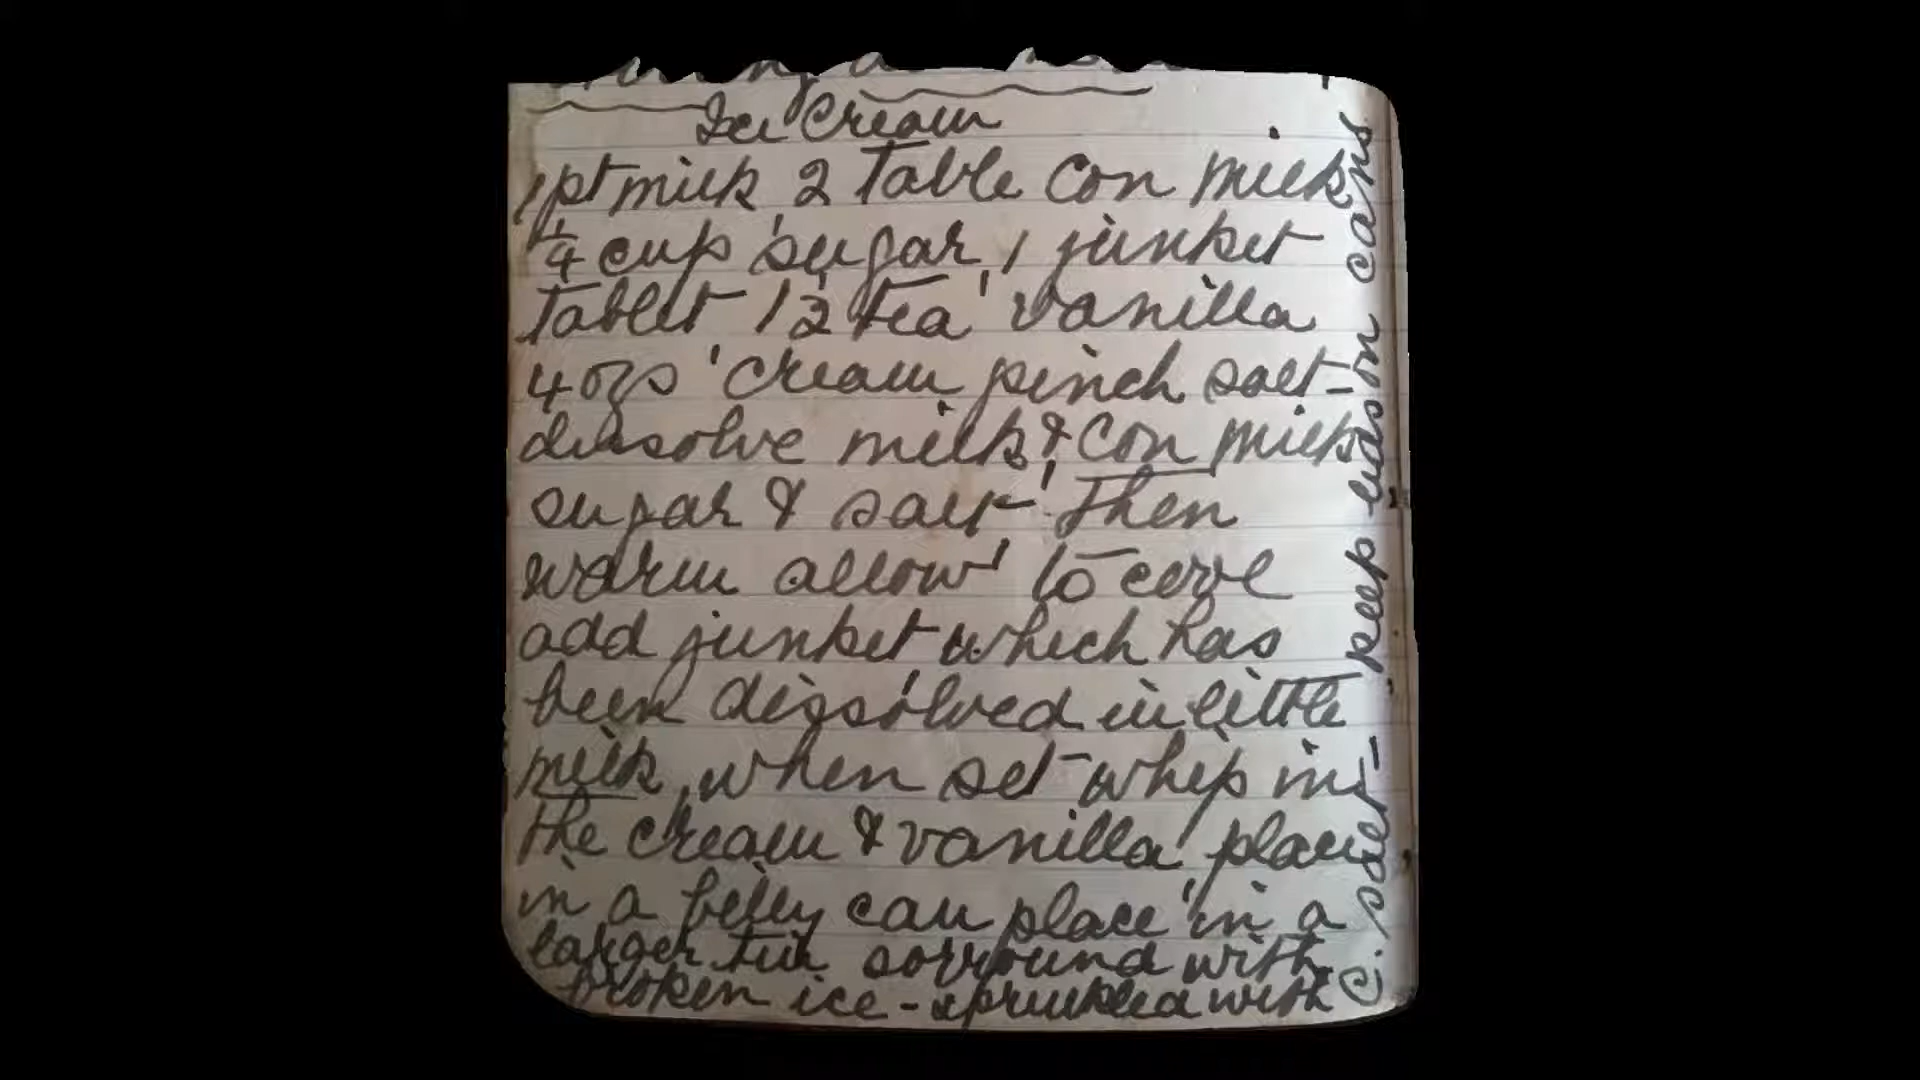 Ice Cream
1 pt milk, 2 table con milk
1/4 cup sugar, 1 junket
tablet, 1/2 tea vanilla
4 ozs cream pinch salt-
dissolve milk & con milk
sugar & salt, Then
warm allow to cool
add junket which has
been dissolved in little
milk, when set whip in
the cream & vanilla, place
in a billy can place in a
larger tin sorround with
broken ice - sprinkled with
C. salt - keep lids on cans